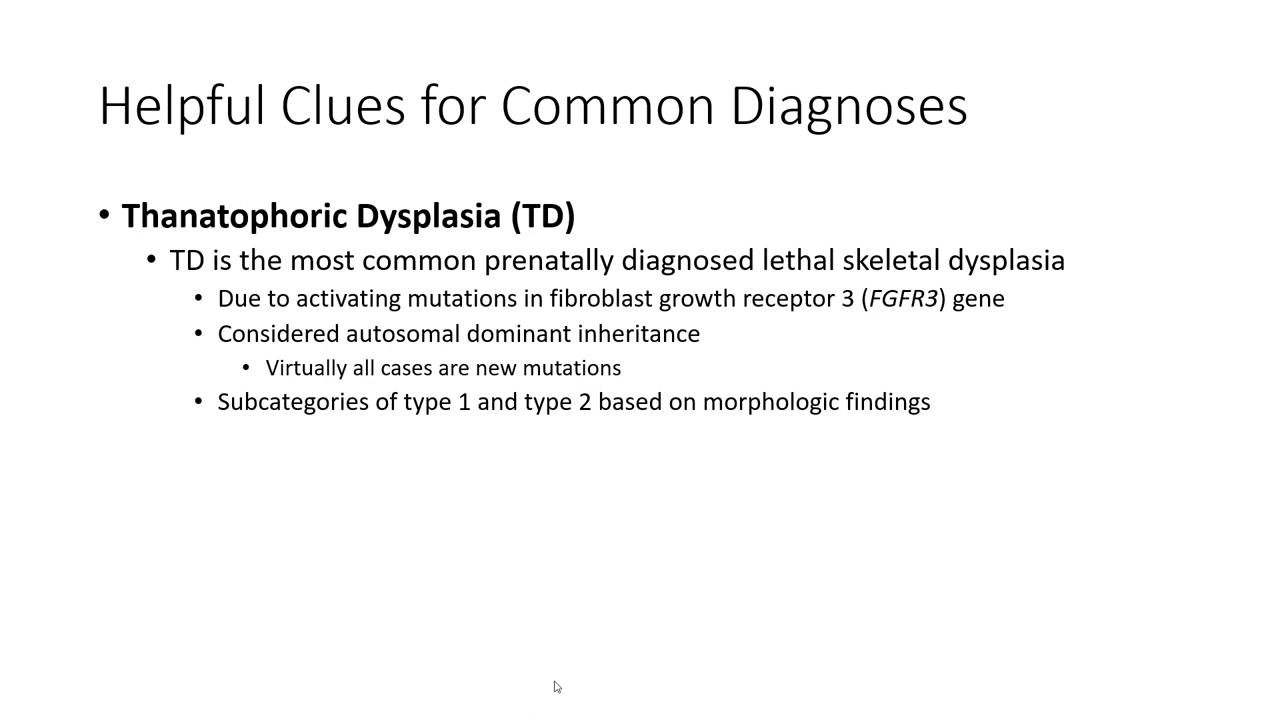 Helpful Clues for Common Diagnoses
• Thanatophoric Dysplasia (TD)
• TD is the most common prenatally diagnosed lethal skeletal dysplasia
• Due to activating mutations in fibroblast growth receptor 3 (FGFR3) gene
• Considered autosomal dominant inheritance
• Virtually all cases are new mutations
• Subcategories of type 1 and type 2 based on morphologic findings